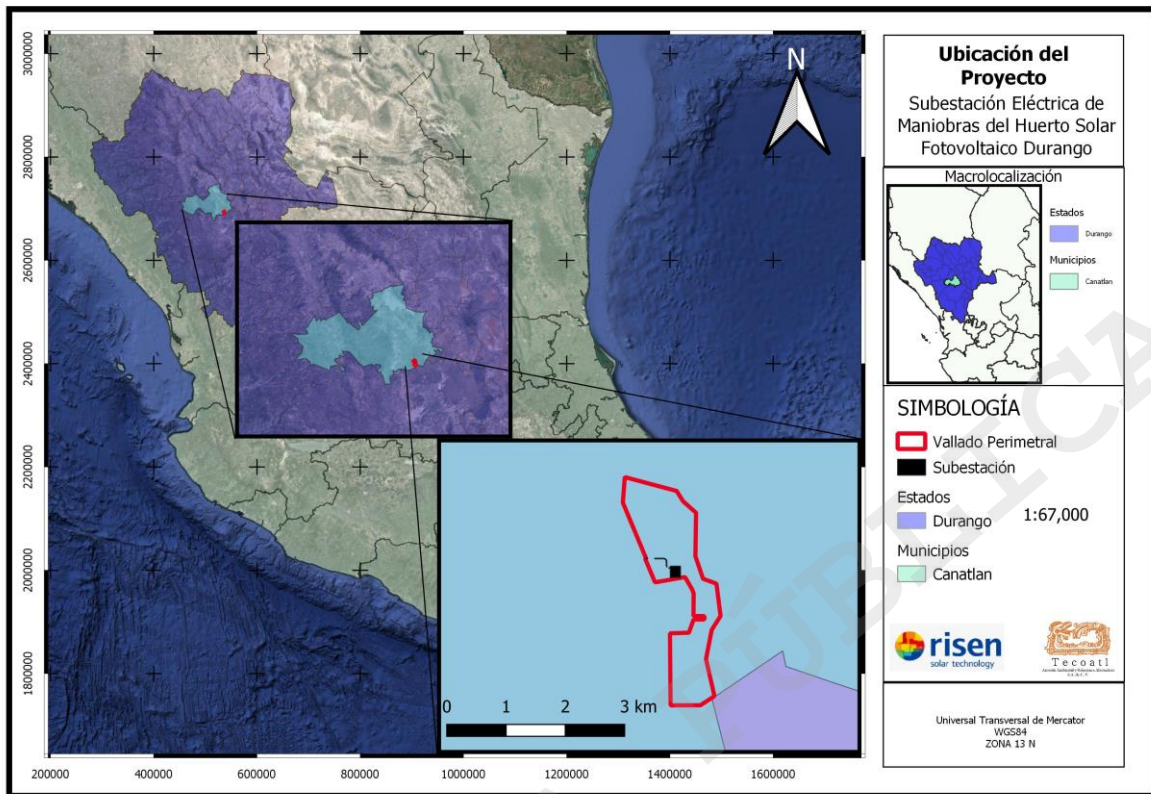 Ubicación del
Proyecto
Subestación Eléctrica de
Maniobras del Huerto Solar
Fotovoltaico Durango
Macrolocalización
Estados
Durango
Municipios
Canatlan
SIMBOLOGÍA
Vallado Perimetral
Subestación
Estados
Durango
1:67,000
Municipios
Canatlan
risen
solar technology
Tecoatl
Universal Transversal de Mercator
WGS84
ZONA 13 N
N
3000000
2800000
2600000
2400000
2200000
2000000
1800000
200000
400000
600000
800000
1000000
1200000
1400000
1600000
0 1 2 3 km
PÚBLICA